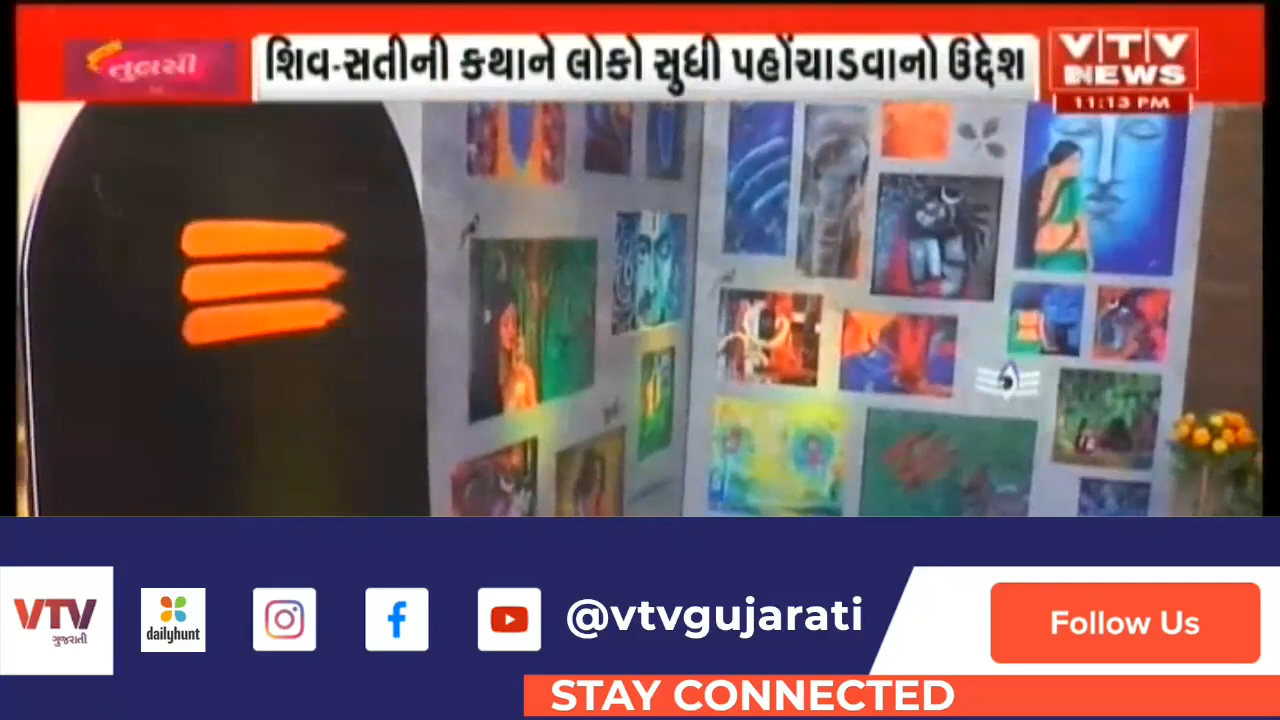 તુલસી
શિવ-સતીની કથાને લોકો સુધી પહોંચાડવાનો ઉદ્દેશ
VTV
NEWS
11:13 PM
VTV
ગુજરાતી
dailyhunt
@vtvgujarati
Follow Us
STAY CONNECTED